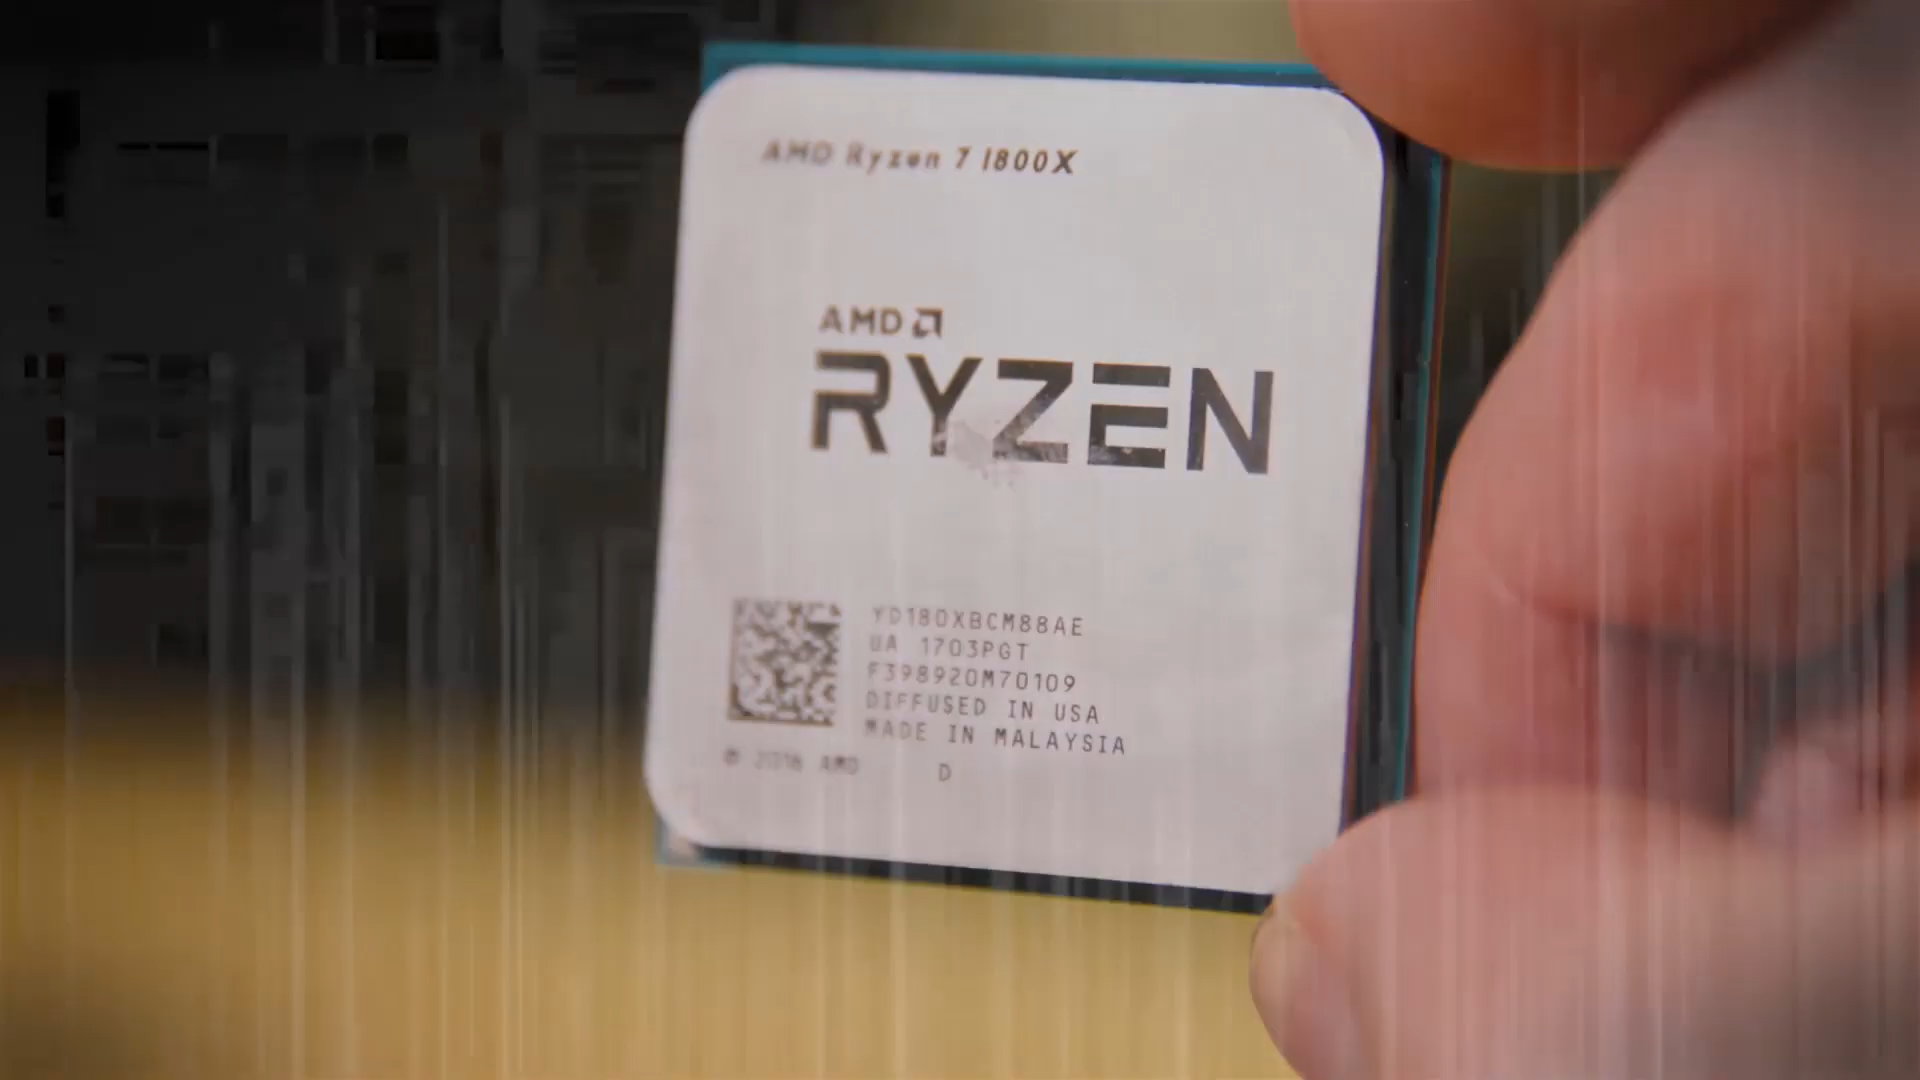 AMD Ryzen 7 1800X
AMD
RYZEN
YD180XBCM88AE
UA 1703PGT
F398920M70109
DIFFUSED IN USA
MADE IN MALAYSIA
© 2016 AMD D